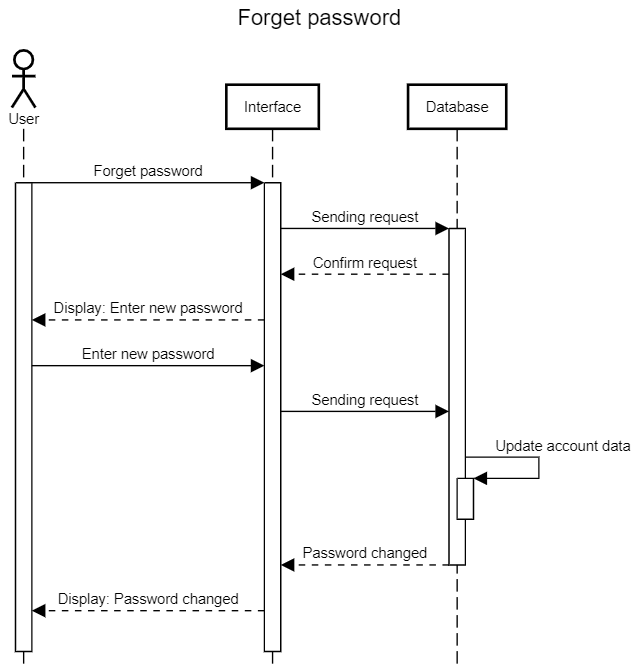 Forget password
User
Interface
Database
Forget password
Sending request
Confirm request
Display: Enter new password
Enter new password
Sending request
Update account data
Password changed
Display: Password changed